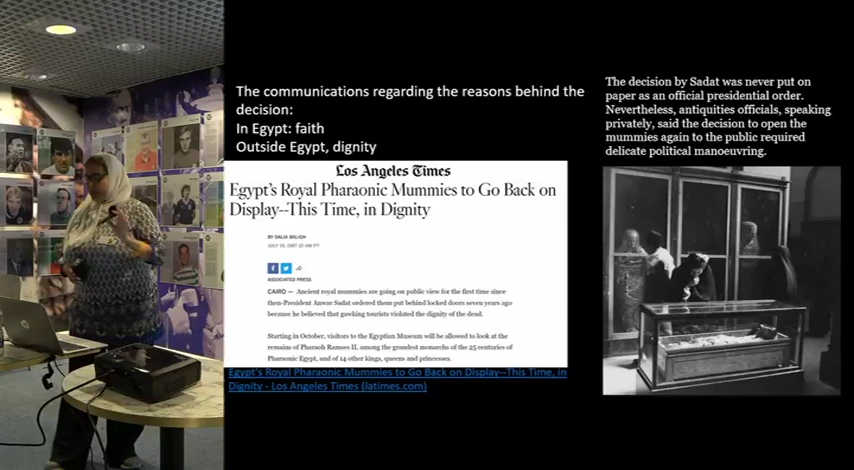 The communications regarding the reasons behind the
decision:
In Egypt: faith
Outside Egypt, dignity
Los Angeles Times
Egypt's Royal Pharaonic Mummies to Go Back on
Display--This Time, in Dignity
BY DALIA BALIGH
ASSOCIATED PRESS
CAIRO — Ancient royal mummies are going on public view for the first time since
then-President Anwar Sadat ordered them put behind locked doors seven years ago
because he believed that gawking tourists violated the dignity of the dead.
Starting in October, visitors to the Egyptian Museum will be allowed to look at the
remains of Pharaoh Ramses II, among the grandest monarchs of the 25 centuries of
Pharaonic Egypt, and of 14 other kings, queens and princesses.
Egypt's Royal Pharaonic Mummies to Go Back on Display--This Time, in
Dignity - Los Angeles Times (latimes.com)
The decision by Sadat was never put on
paper as an official presidential order.
Nevertheless, antiquities officials, speaking
privately, said the decision to open the
mummies again to the public required
delicate political manoeuvring.